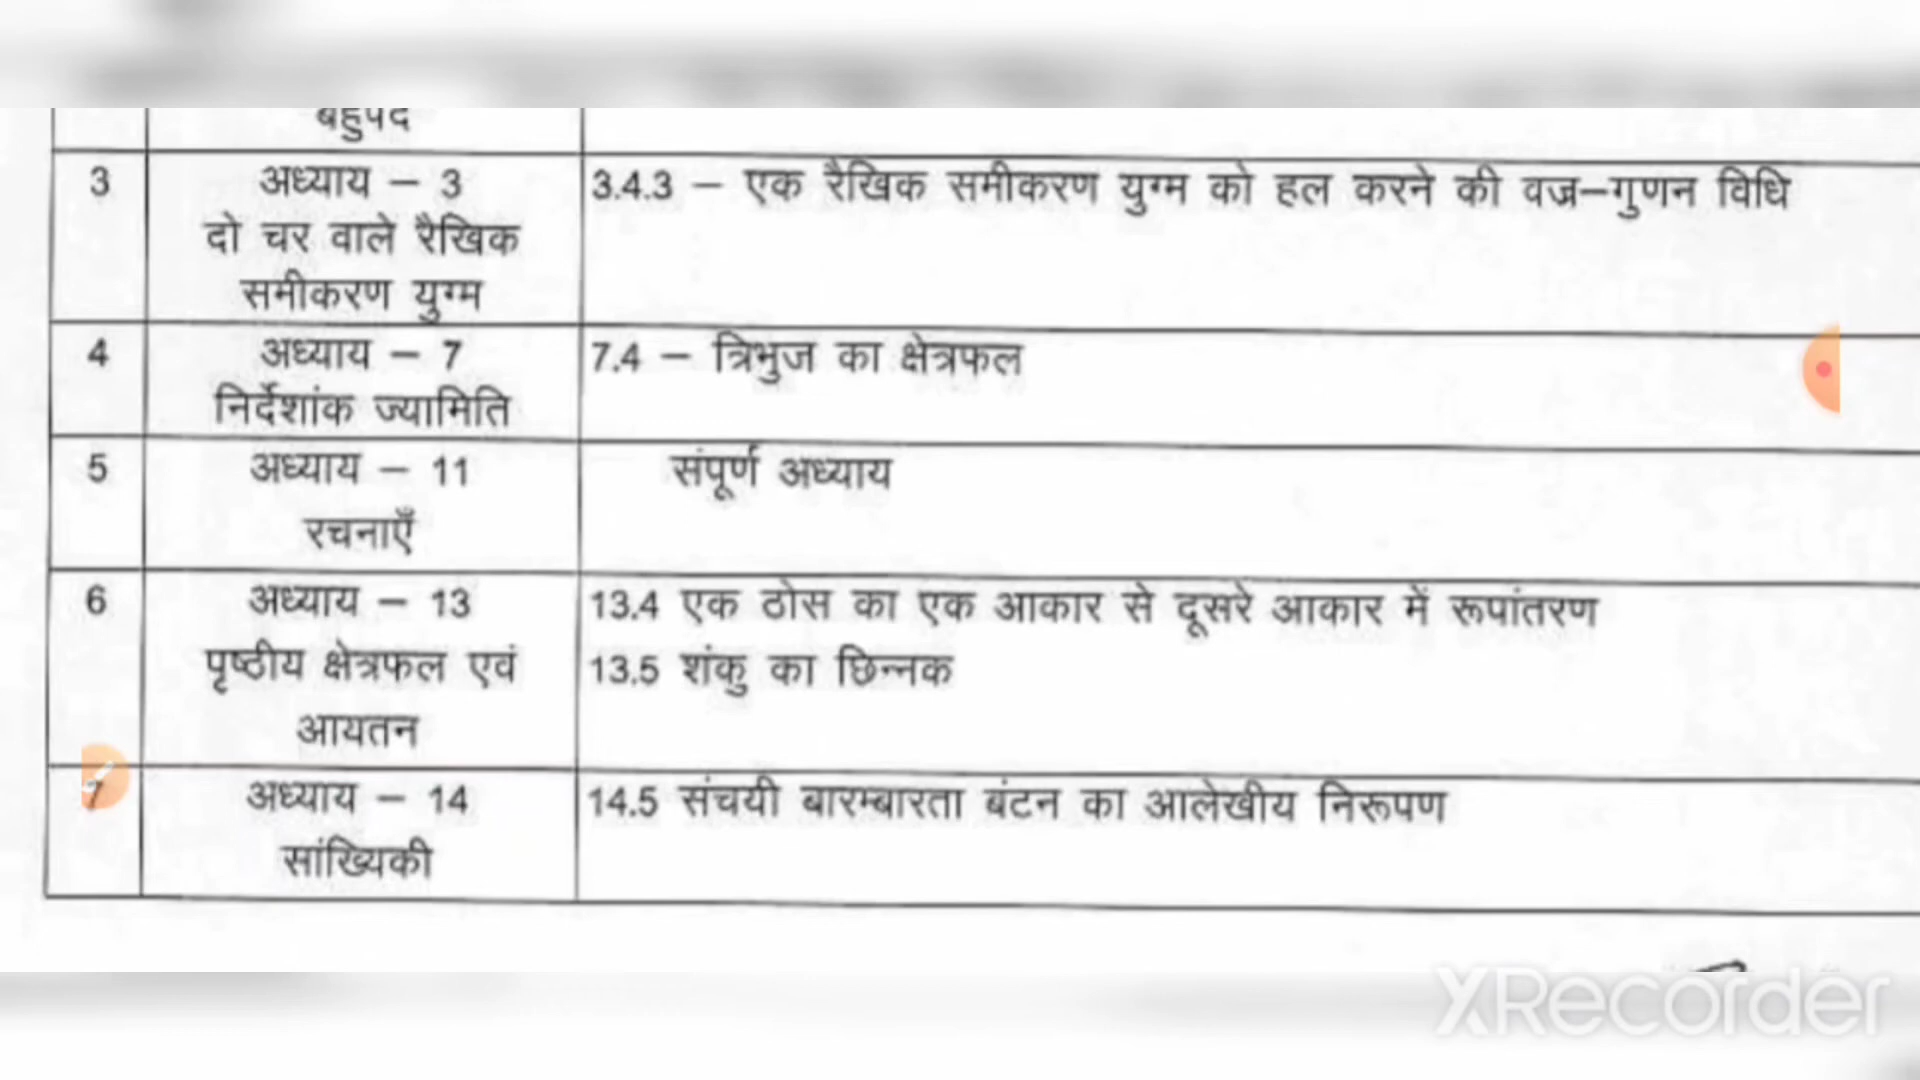 बहुपद
3
अध्याय – 3
3.4.3 – एक रैखिक समीकरण युग्म को हल करने की वज्र–गुणन विधि
दो चर वाले रैखिक
समीकरण युग्म
4
अध्याय – 7
7.4 – त्रिभुज का क्षेत्रफल
निर्देशांक ज्यामिति
5
अध्याय – 11
संपूर्ण अध्याय
रचनाएँ
6
अध्याय – 13
13.4 एक ठोस का एक आकार से दूसरे आकार में रूपांतरण
पृष्ठीय क्षेत्रफल एवं
13.5 शंकु का छिन्नक
आयतन
7
अध्याय – 14
14.5 संचयी बारम्बारता बंटन का आलेखीय निरूपण
सांख्यिकी
XRecorder